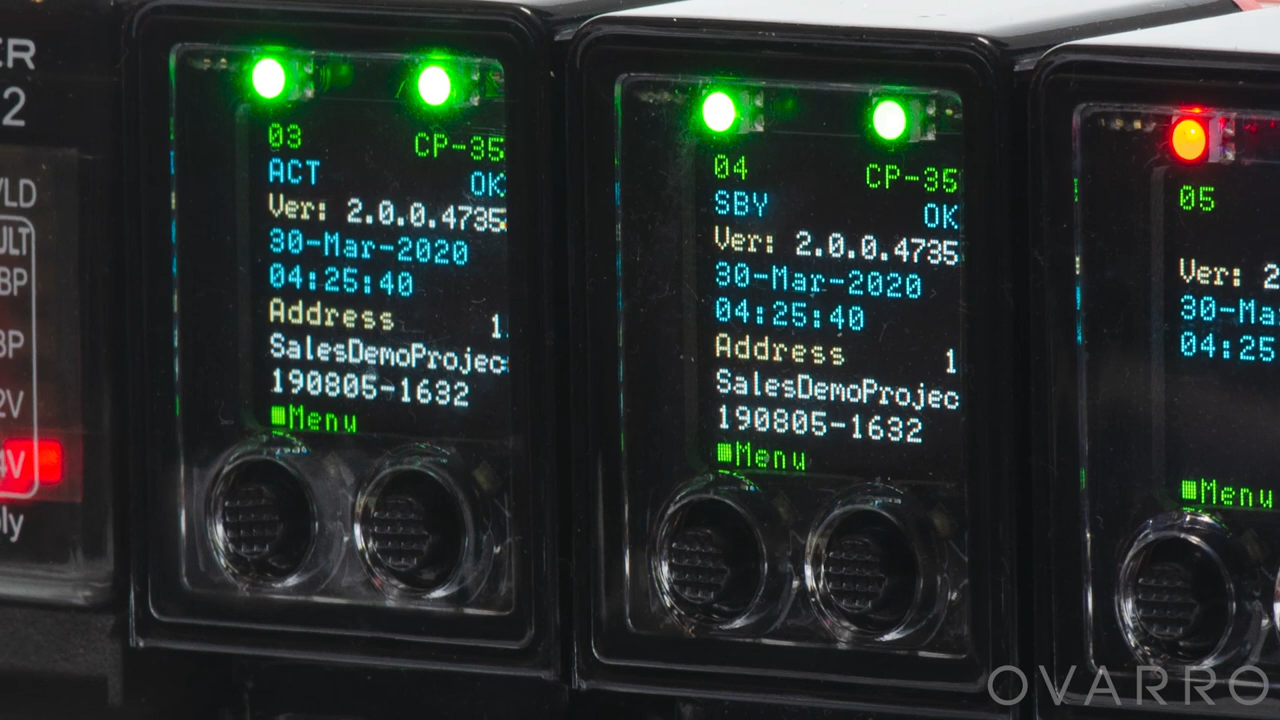 ER
2
VLD
ULT
BP
BP
2V
4V
ply
03 CP-35
ACT OK
Ver: 2.0.0.4735
30-Mar-2020
04:25:40
Address 1
SalesDemoProjec
190805-1632
Menu
04 CP-35
SBY OK
Ver: 2.0.0.4735
30-Mar-2020
04:25:40
Address 1
SalesDemoProjec
190805-1632
Menu
05
Ver: 2
30-Ma
04:25
Menu
OVARRO